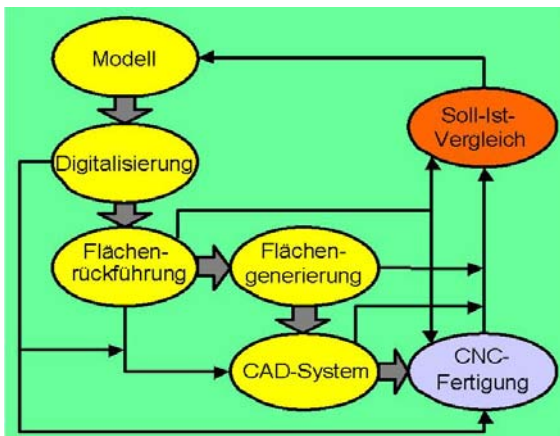 Modell
Soll-Ist-
Vergleich
Digitalisierung
Flächen-
rückführung
Flächen-
generierung
CAD-System
CNC-
Fertigung